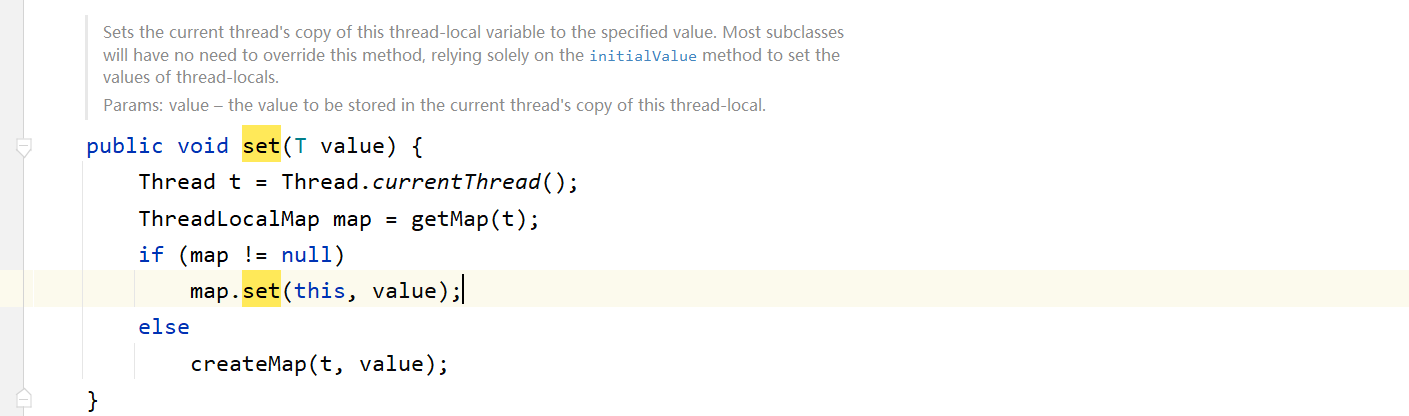 Sets the current thread's copy of this thread-local variable to the specified value. Most subclasses
will have no need to override this method, relying solely on the initialValue method to set the
values of thread-locals.
Params: value – the value to be stored in the current thread's copy of this thread-local.
public void set(T value) {
    Thread t = Thread.currentThread();
    ThreadLocalMap map = getMap(t);
    if (map != null)
        map.set(this, value);
    else
        createMap(t, value);
}